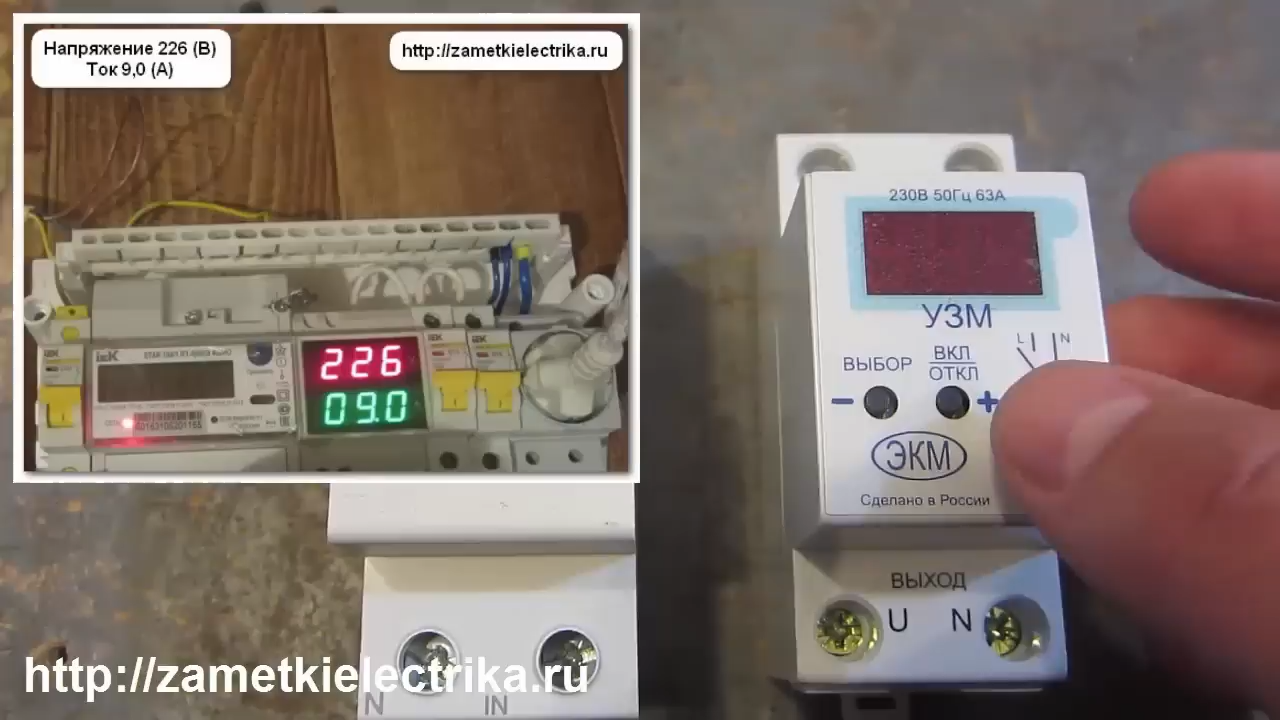 Напряжение 226 (В)
Ток 9,0 (А)
http://zametkielectrika.ru
IEK
226
09.0
230В 50Гц 63А
УЗМ
L N
ВЫБОР
ВКЛ
ОТКЛ
- +
ЭКМ
Сделано в России
ВЫХОД
U N
http://zametkielectrika.ru
N IN